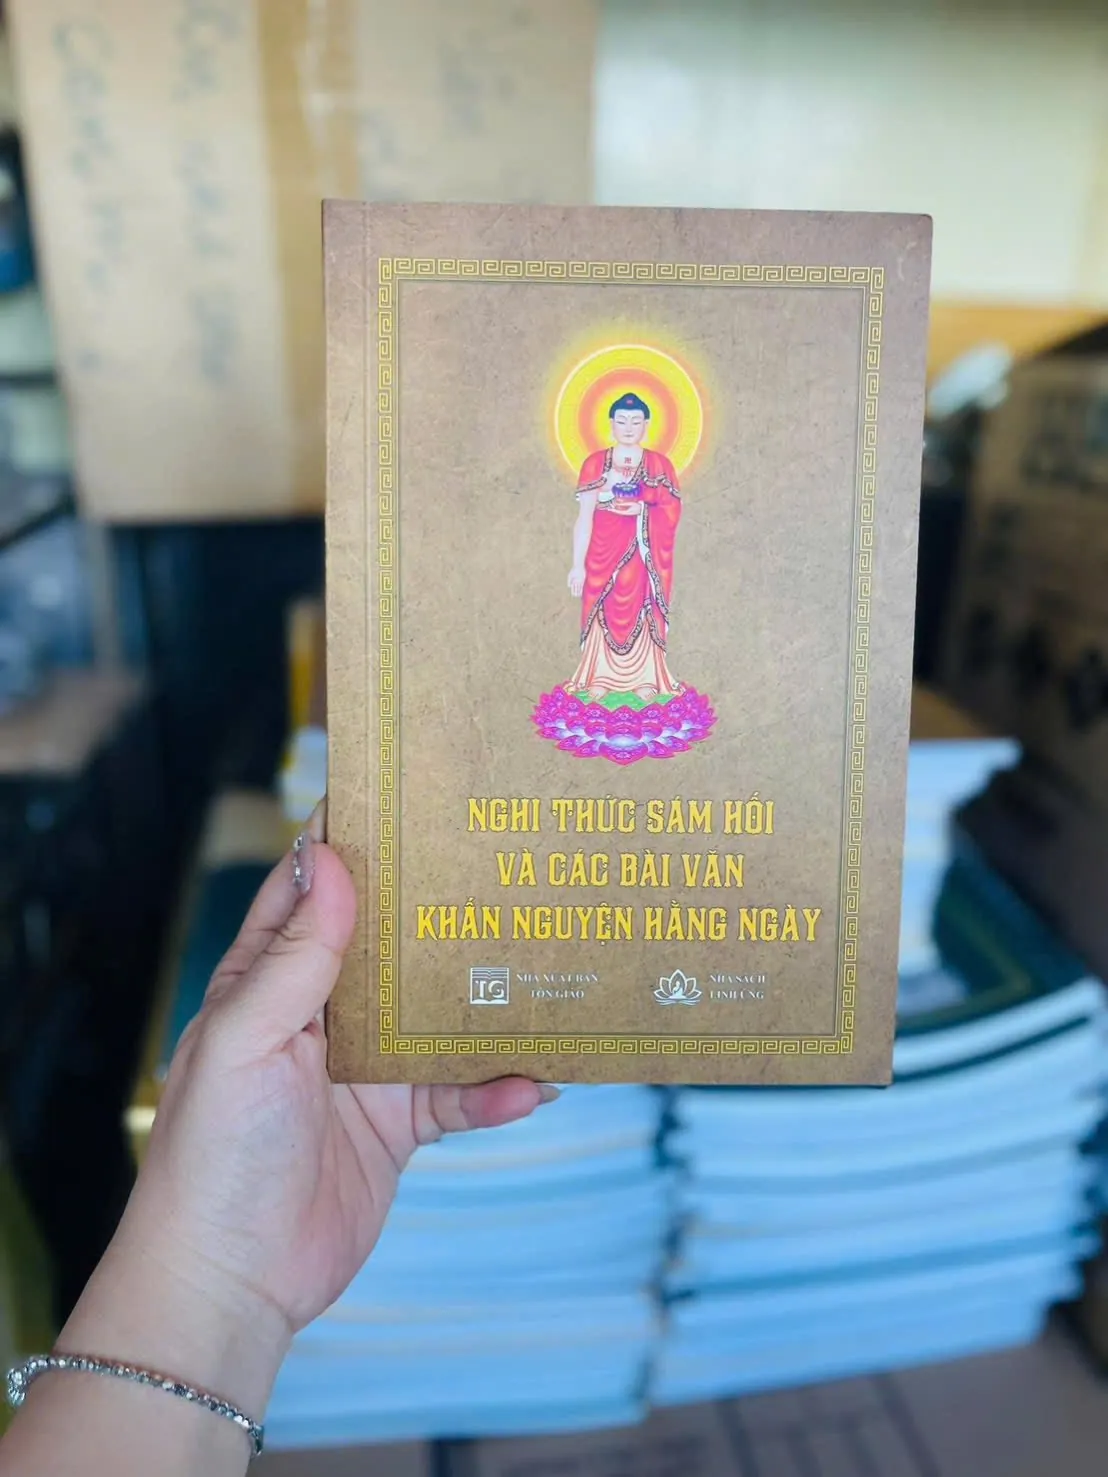 NGHI THỨC SÁM HỐI
VÀ CÁC BÀI VĂN
KHẤN NGUYỆN HẰNG NGÀY
TG
NHÀ XUẤT BẢN
TÔN GIÁO
NHÀ SÁCH
LINH ỨNG